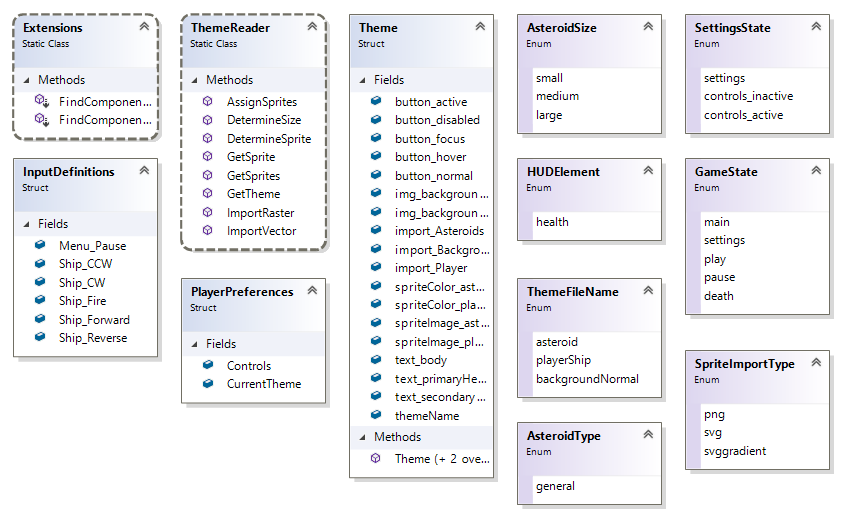 Extensions
Static Class
Methods
FindComponen...
FindComponen...
InputDefinitions
Struct
Fields
Menu_Pause
Ship_CCW
Ship_CW
Ship_Fire
Ship_Forward
Ship_Reverse
ThemeReader
Static Class
Methods
AssignSprites
DetermineSize
DetermineSprite
GetSprite
GetSprites
GetTheme
ImportRaster
ImportVector
PlayerPreferences
Struct
Fields
Controls
CurrentTheme
Theme
Struct
Fields
button_active
button_disabled
button_focus
button_hover
button_normal
img_backgroun...
img_backgroun...
import_Asteroids
import_Backgro...
import_Player
spriteColor_ast...
spriteColor_pla...
spriteImage_ast...
spriteImage_pl...
text_body
text_primaryHe...
text_secondary...
themeName
Methods
Theme (+ 2 ove...
AsteroidSize
Enum
small
medium
large
HUDElement
Enum
health
ThemeFileName
Enum
asteroid
playerShip
backgroundNormal
AsteroidType
Enum
general
SettingsState
Enum
settings
controls_inactive
controls_active
GameState
Enum
main
settings
play
pause
death
SpriteImportType
Enum
png
svg
svggradient